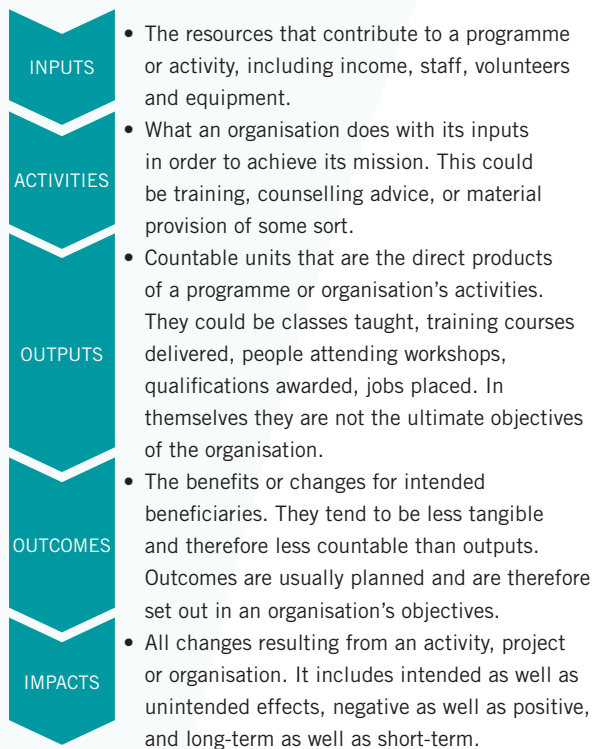 INPUTS
• The resources that contribute to a programme
or activity, including income, staff, volunteers
and equipment.
ACTIVITIES
• What an organisation does with its inputs
in order to achieve its mission. This could
be training, counselling advice, or material
provision of some sort.
OUTPUTS
• Countable units that are the direct products
of a programme or organisation’s activities.
They could be classes taught, training courses
delivered, people attending workshops,
qualifications awarded, jobs placed. In
themselves they are not the ultimate objectives
of the organisation.
OUTCOMES
• The benefits or changes for intended
beneficiaries. They tend to be less tangible
and therefore less countable than outputs.
Outcomes are usually planned and are therefore
set out in an organisation’s objectives.
IMPACTS
• All changes resulting from an activity, project
or organisation. It includes intended as well as
unintended effects, negative as well as positive,
and long-term as well as short-term.